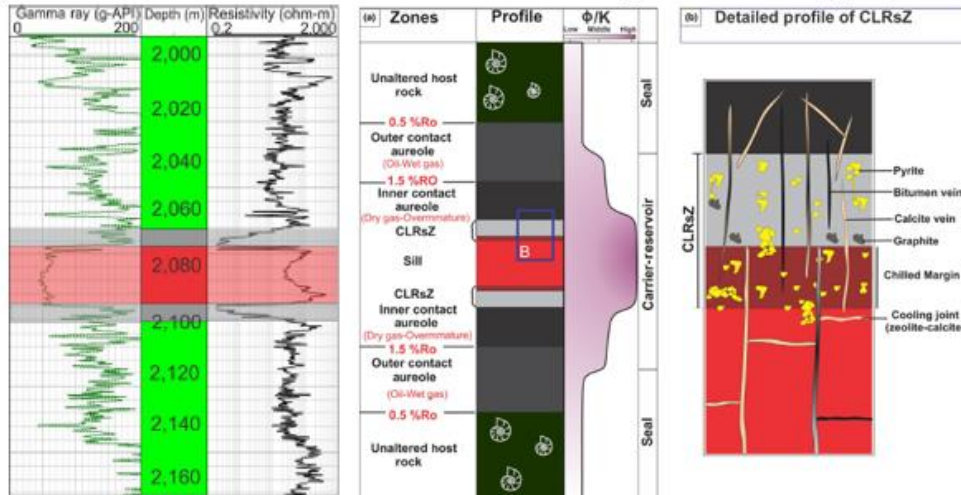 Gamma ray (g-API) Depth (m) Resistivity (ohm-m)
0 200 0.2 2,000
2,000
2,020
2,040
2,060
2,080
2,100
2,120
2,140
2,160
(a) Zones Profile Φ/K
Low Middle High
Unaltered host
rock
0.5 %Ro
Outer contact
aureole
(Oil-Wet gas)
1.5 %RO
Inner contact
aureole
(Dry gas-Overmmature)
CLRsZ
B
Sill
CLRsZ
Inner contact
aureole
(Dry gas-Overmmature)
1.5 %Ro
Outer contact
aureole
(Oil-Wet gas)
0.5 %Ro
Unaltered host
rock
Seal
Carrier-reservoir
Seal
(b) Detailed profile of CLRsZ
CLRsZ
Pyrite
Bitumen vein
Calcite vein
Graphite
Chilled Margin
Cooling joint
(zeolite-calcite)